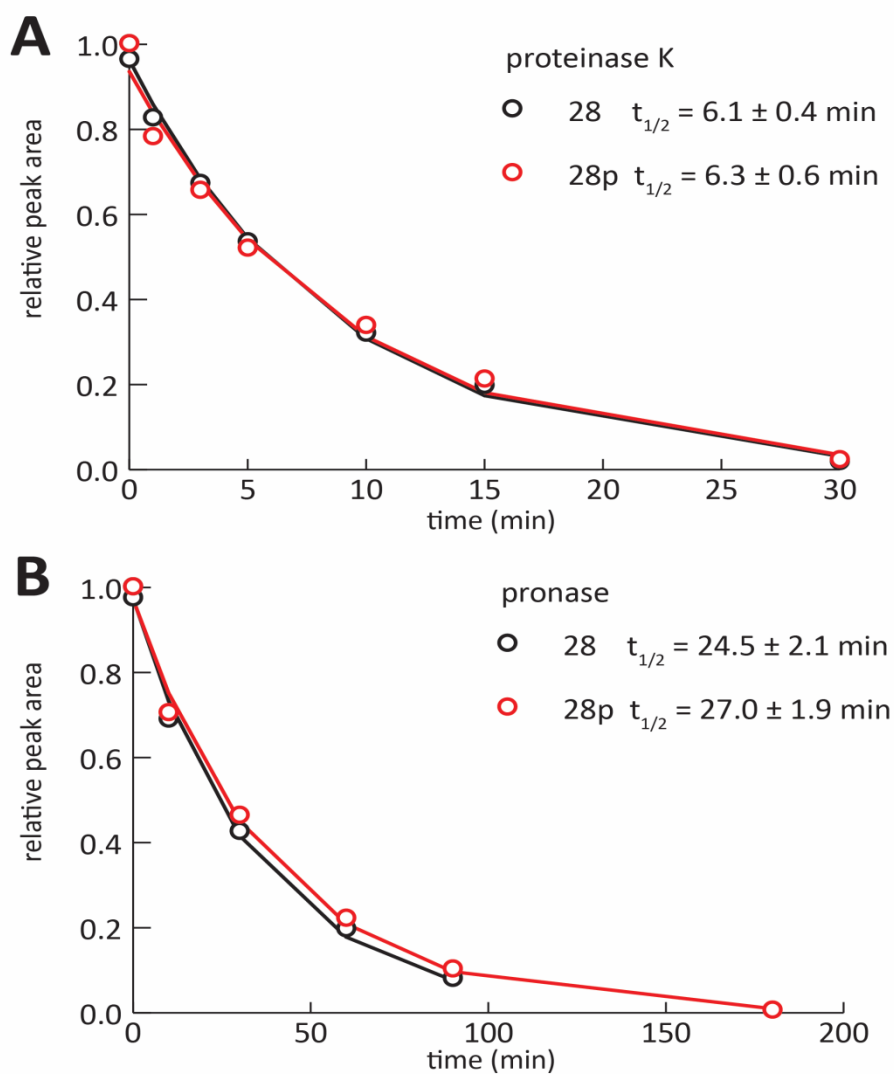 A
relative peak area
1.0
0.8
0.6
0.4
0.2
0.0
proteinase K
28 t1/2 = 6.1 ± 0.4 min
28p t1/2 = 6.3 ± 0.6 min
0 5 10 15 20 25 30
time (min)
B
relative peak area
1.0
0.8
0.6
0.4
0.2
0.0
pronase
28 t1/2 = 24.5 ± 2.1 min
28p t1/2 = 27.0 ± 1.9 min
0 50 100 150 200
time (min)